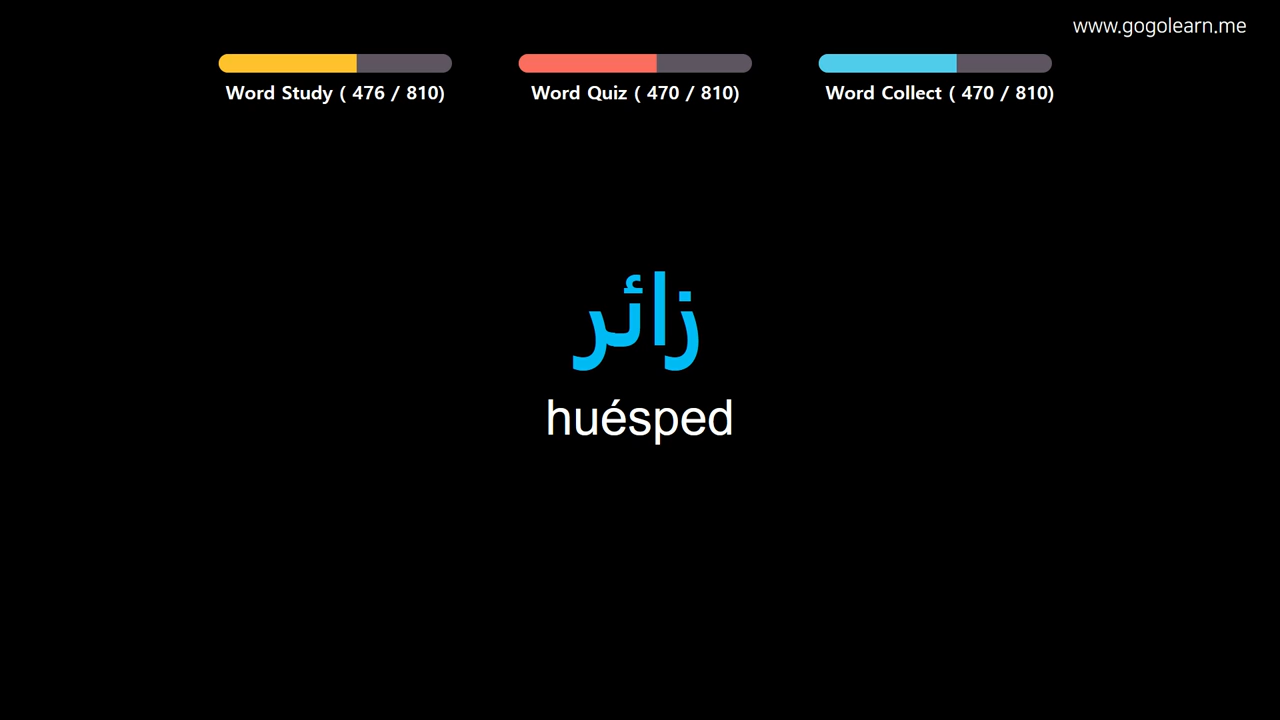 www.gogolearn.me
Word Study ( 476 / 810)
Word Quiz ( 470 / 810)
Word Collect ( 470 / 810)
زائر
huésped